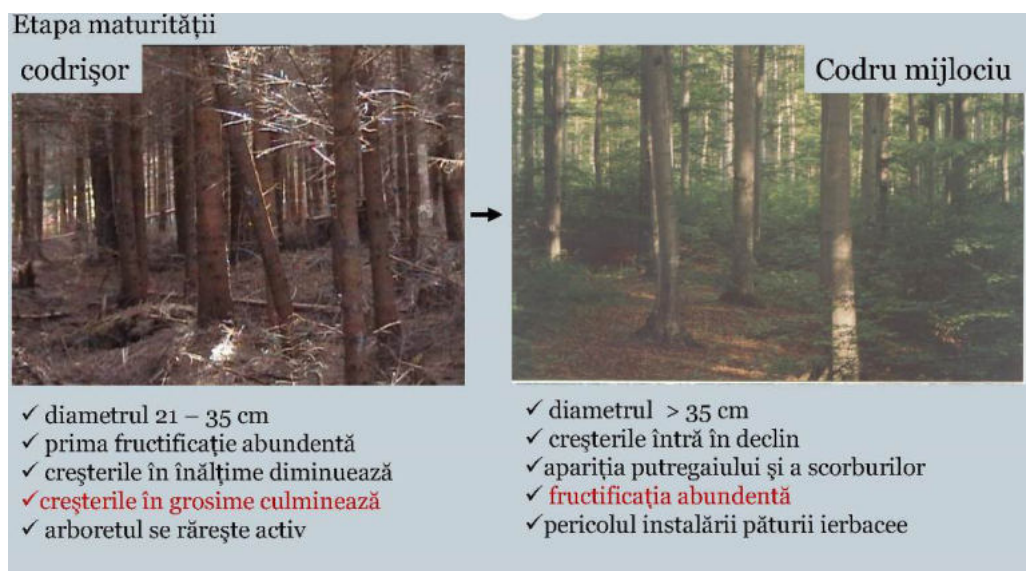 Etapa maturității
codrișor
Codru mijlociu
✓ diametrul 21 – 35 cm
✓ prima fructificație abundentă
✓ creșterile în înălțime diminuează
✓ creșterile în grosime culminează
✓ arboretul se rărește activ
✓ diametrul > 35 cm
✓ creșterile întră în declin
✓ apariția putregaiului și a scorburilor
✓ fructificația abundentă
✓ pericolul instalării păturii ierbacee